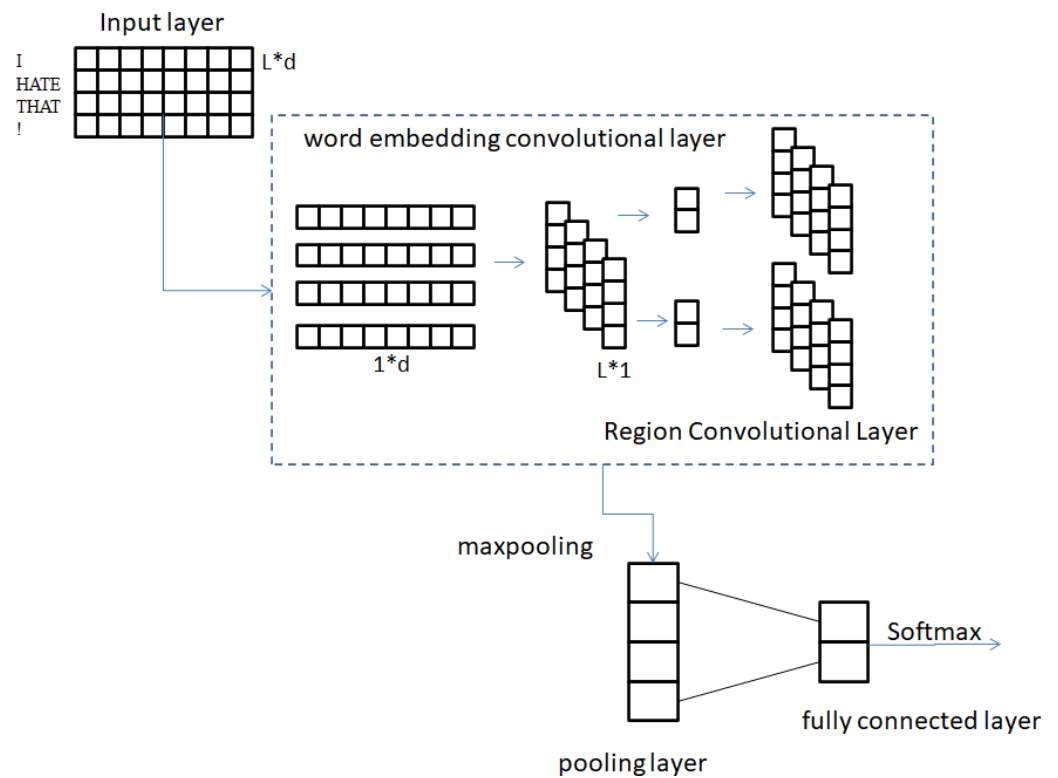 Input layer
I
HATE
THAT
!
L*d
word embedding convolutional layer
1*d
L*1
Region Convolutional Layer
maxpooling
Softmax
fully connected layer
pooling layer